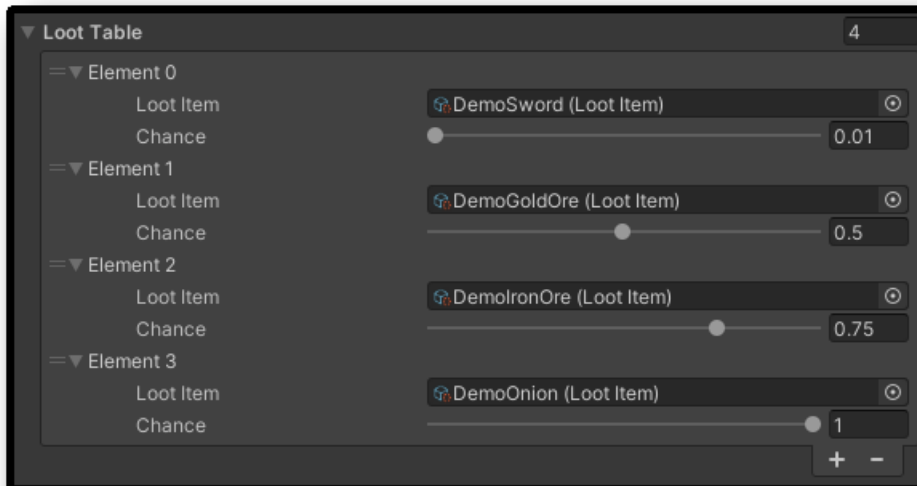 Loot Table 4
Element 0
Loot Item DemoSword (Loot Item)
Chance 0.01
Element 1
Loot Item DemoGoldOre (Loot Item)
Chance 0.5
Element 2
Loot Item DemoIronOre (Loot Item)
Chance 0.75
Element 3
Loot Item DemoOnion (Loot Item)
Chance 1
+ -